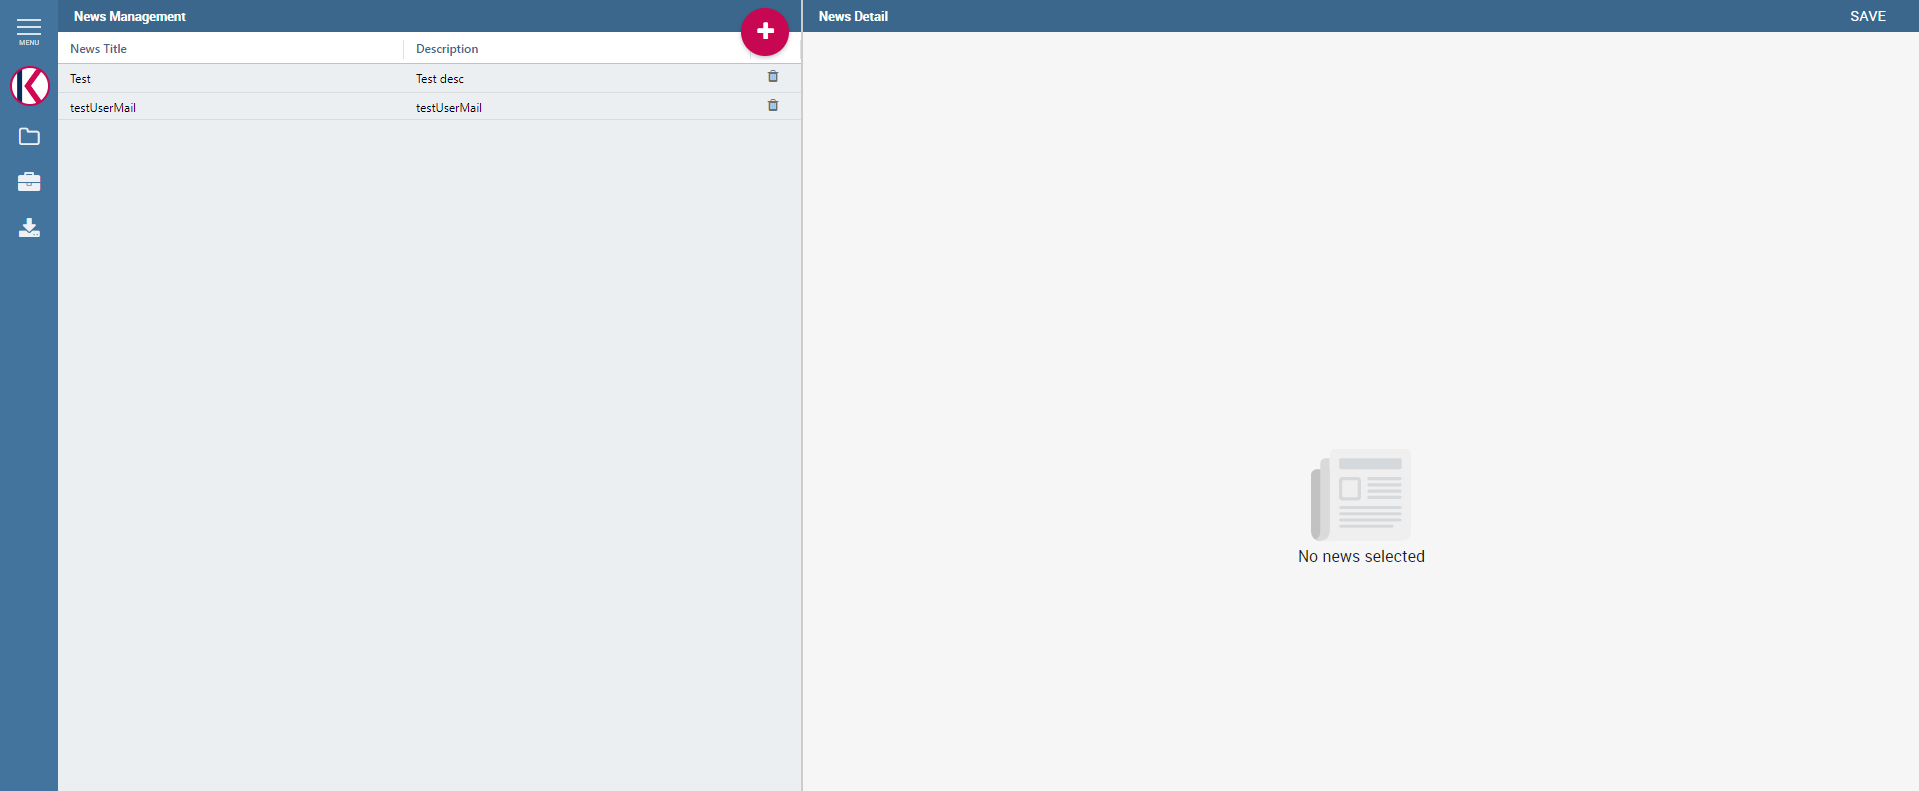 News Management
News Detail
SAVE
MENU
News Title
Description
Test
Test desc
testUserMail
testUserMail
No news selected